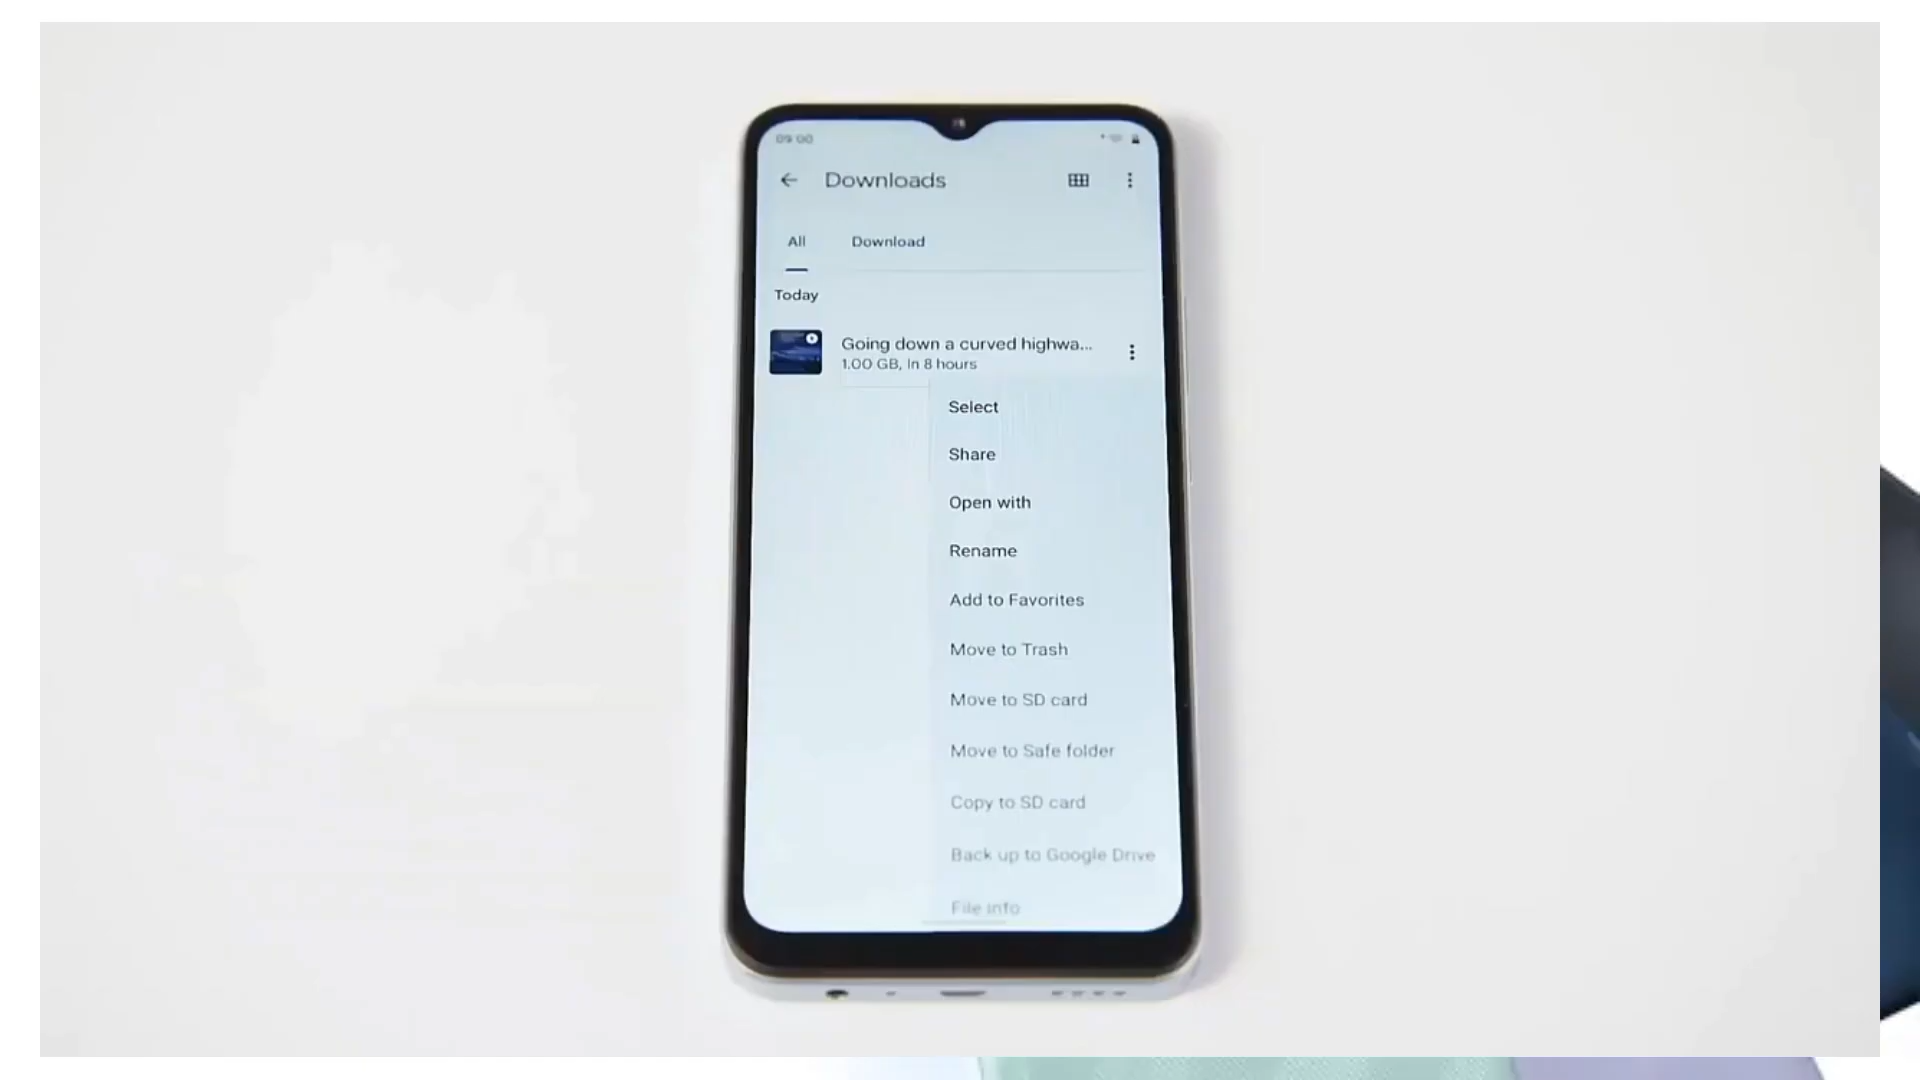 09:00
Downloads
All Download
Today
Going down a curved highwa...
1.00 GB, In 8 hours
Select
Share
Open with
Rename
Add to Favorites
Move to Trash
Move to SD card
Move to Safe folder
Copy to SD card
Back up to Google Drive
File info